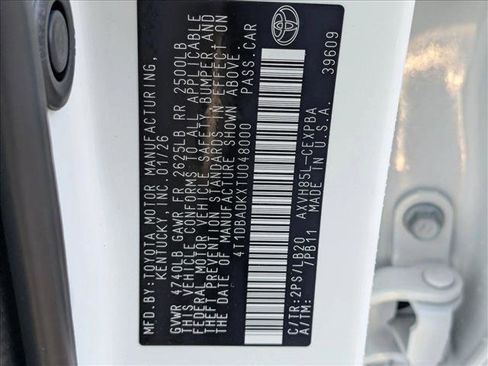 MFD.BY:TOYOTA MOTOR MANUFACTURING,
KENTUCKY, INC. 01/26
GVWR 4740LB GAWR FR 2625LB RR 2500LB
THIS VEHICLE CONFORMS TO ALL APPLICABLE
FEDERAL MOTOR VEHICLE SAFETY BUMPER AND
THEFT PREVENTION STANDARDS IN EFFECT ON
THE DATE OF MANUFACTURE SHOWN ABOVE.
4T1DBADKXTU048000 PASS.CAR
C/TR:2PS/LB20 AXVH85L-CEXPBA
A/TM: 7PB11 MADE IN U.S.A.
39609